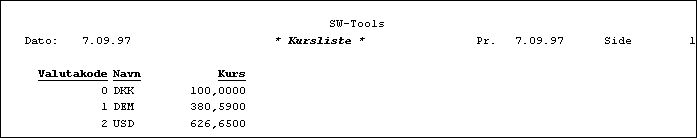 SW-Tools
Dato: 7.09.97 * Kursliste * Pr. 7.09.97 Side 1
Valutakode Navn Kurs
0 DKK 100,0000
1 DEM 380,5900
2 USD 626,6500